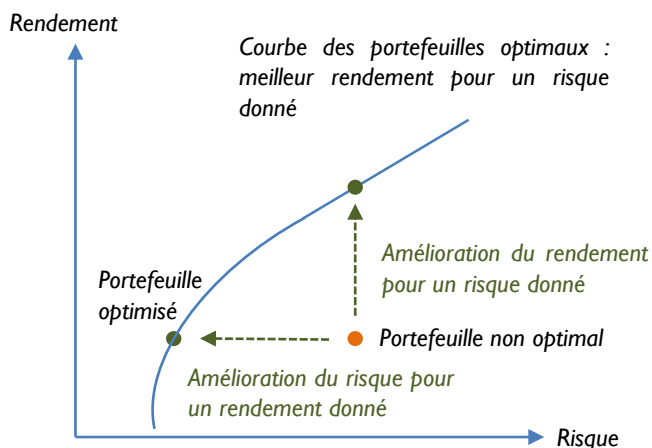 Rendement
Courbe des portefeuilles optimaux :
meilleur rendement pour un risque
donné
Amélioration du rendement
pour un risque donné
Portefeuille
optimisé
Portefeuille non optimal
Amélioration du risque pour
un rendement donné
Risque